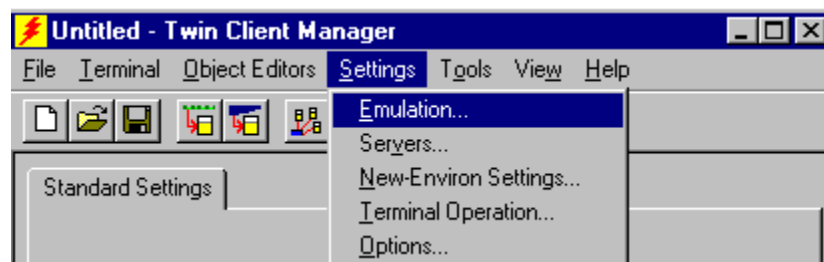 Untitled - Twin Client Manager
File Terminal Object Editors Settings Tools View Help
Emulation...
Servers...
Standard Settings
New-Environ Settings...
Terminal Operation...
Options...